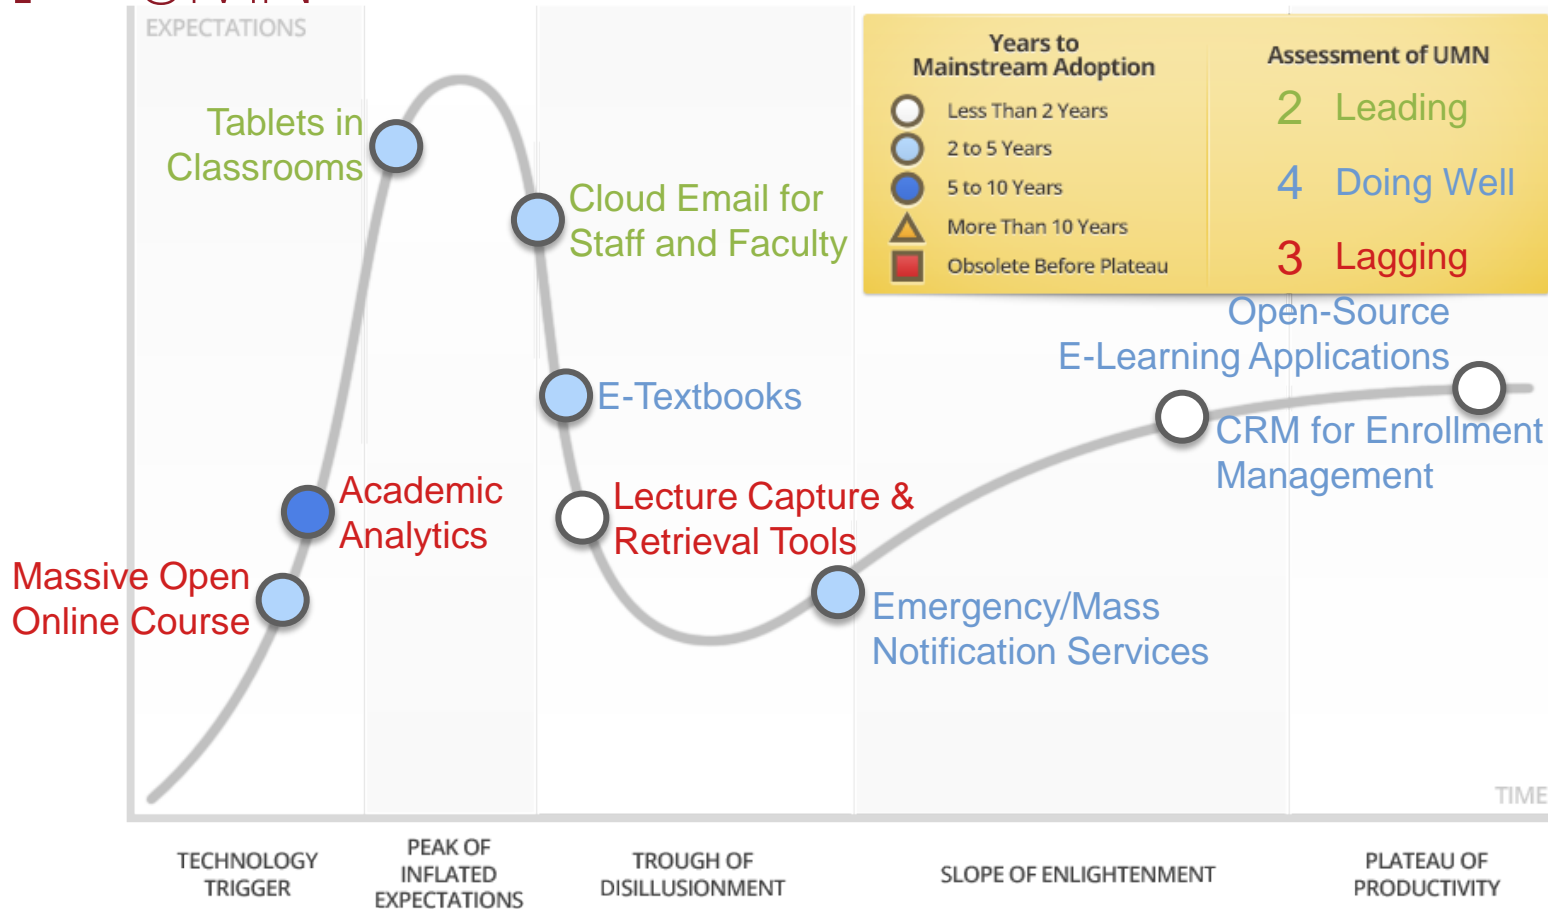 EXPECTATIONS
Years to
Mainstream Adoption
Less Than 2 Years
2 to 5 Years
5 to 10 Years
More Than 10 Years
Obsolete Before Plateau
Assessment of UMN
2 Leading
4 Doing Well
3 Lagging
Tablets in
Classrooms
Cloud Email for
Staff and Faculty
Open-Source
E-Learning Applications
E-Textbooks
CRM for Enrollment
Management
Academic
Analytics
Lecture Capture &
Retrieval Tools
Massive Open
Online Course
Emergency/Mass
Notification Services
TIME
TECHNOLOGY
TRIGGER
PEAK OF
INFLATED
EXPECTATIONS
TROUGH OF
DISILLUSIONMENT
SLOPE OF ENLIGHTENMENT
PLATEAU OF
PRODUCTIVITY